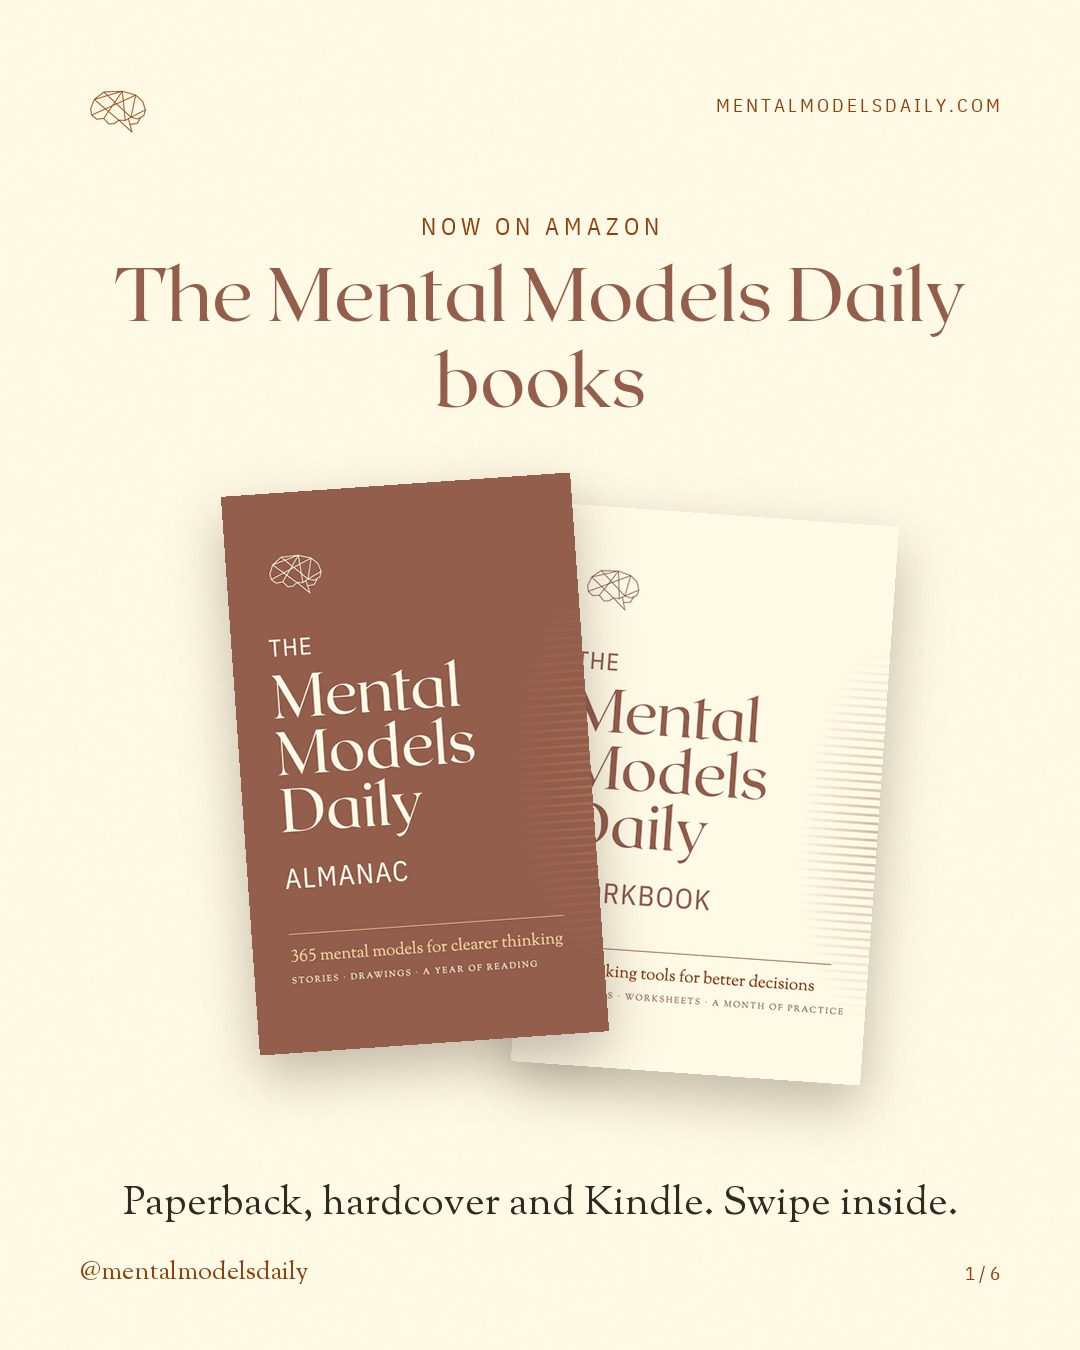 MENTALMODELSDAILY.COM
NOW ON AMAZON
The Mental Models Daily
books
THE
Mental
Models
Daily
ALMANAC
365 mental models for clearer thinking
STORIES · DRAWINGS · A YEAR OF READING
THE
Mental
Models
Daily
RKBOOK
king tools for better decisions
S · WORKSHEETS · A MONTH OF PRACTICE
Paperback, hardcover and Kindle. Swipe inside.
@mentalmodelsdaily
1/6